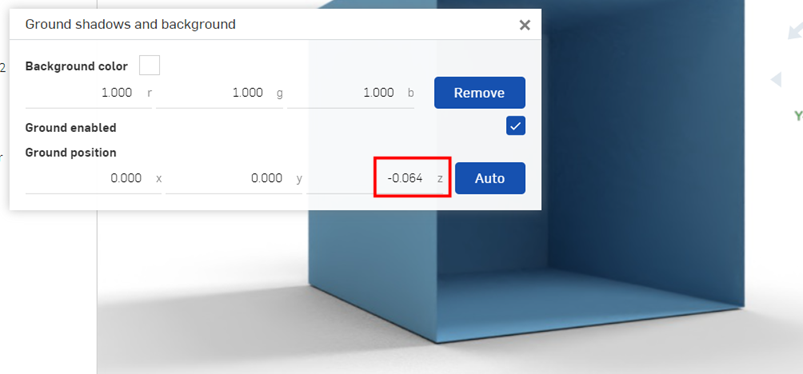 Ground shadows and background ×
2
Background color
1.000 r 1.000 g 1.000 b Remove
Ground enabled
Y
Ground position
r
0.000 x 0.000 y -0.064 z Auto